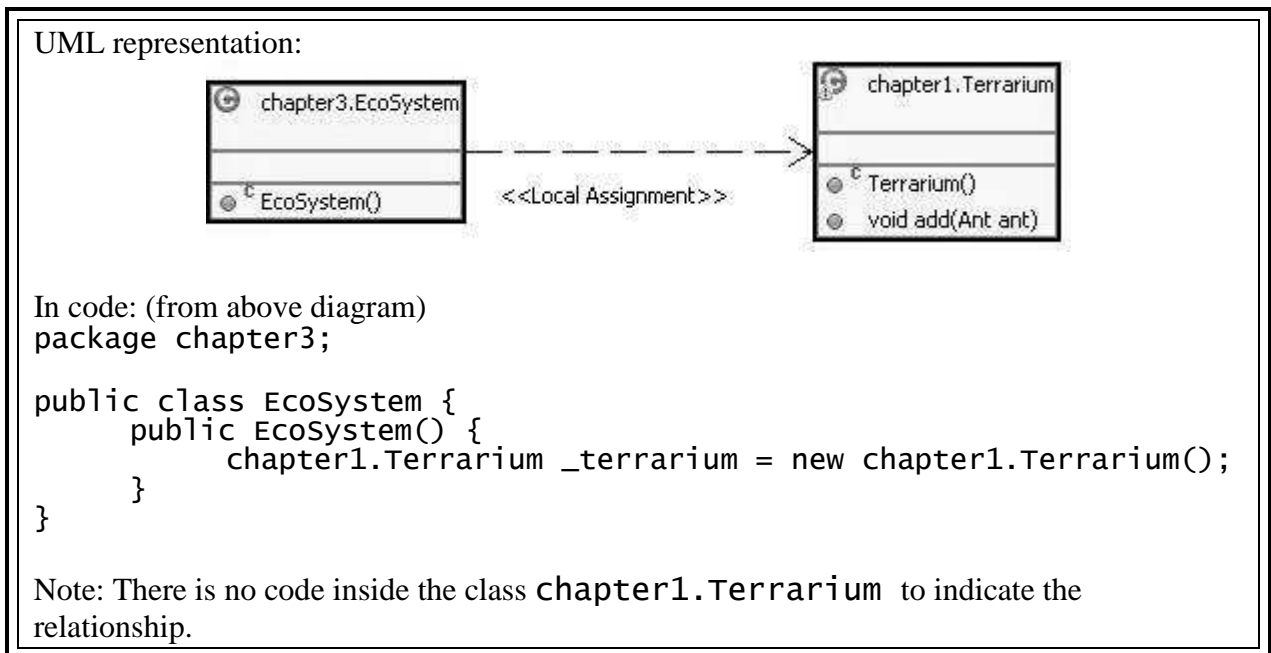 UML representation:
chapter3.EcoSystem
chapter1.Terrarium
C EcoSystem()
<<Local Assignment>>
C Terrarium()
void add(Ant ant)
In code: (from above diagram)
package chapter3;
public class EcoSystem {
public EcoSystem() {
chapter1.Terrarium _terrarium = new chapter1.Terrarium();
}
}
Note: There is no code inside the class chapter1.Terrarium to indicate the
relationship.